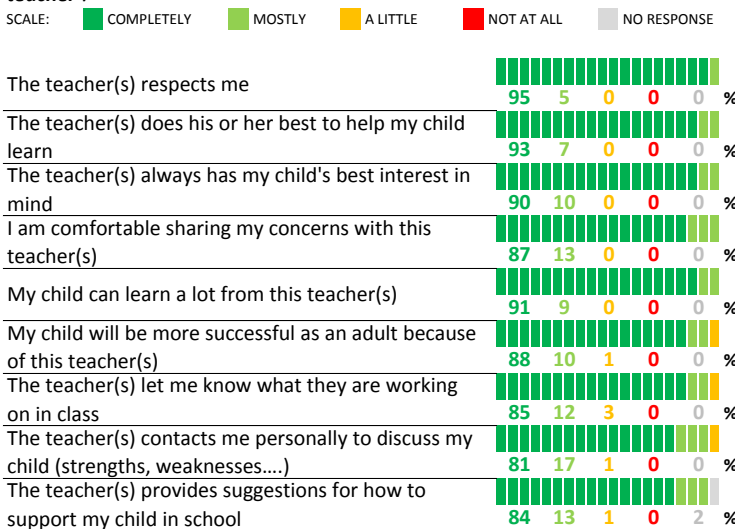 teacher?
SCALE: COMPLETELY MOSTLY A LITTLE NOT AT ALL NO RESPONSE
The teacher(s) respects me
95 5 0 0 0 %
The teacher(s) does his or her best to help my child
learn
93 7 0 0 0 %
The teacher(s) always has my child's best interest in
mind
90 10 0 0 0 %
I am comfortable sharing my concerns with this
teacher(s)
87 13 0 0 0 %
My child can learn a lot from this teacher(s)
91 9 0 0 0 %
My child will be more successful as an adult because
of this teacher(s)
88 10 1 0 0 %
The teacher(s) let me know what they are working
on in class
85 12 3 0 0 %
The teacher(s) contacts me personally to discuss my
child (strengths, weaknesses....)
81 17 1 0 0 %
The teacher(s) provides suggestions for how to
support my child in school
84 13 1 0 2 %